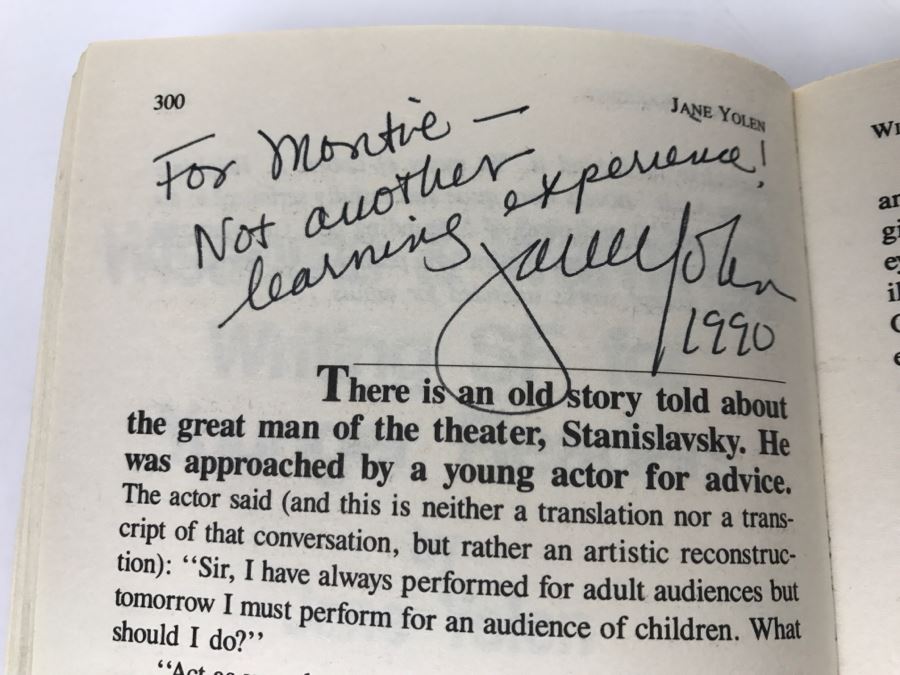 300
JANE YOLEN
For Montie —
Not another
learning experience!
Jane Yolen
1990
There is an old story told about
the great man of the theater, Stanislavsky. He
was approached by a young actor for advice.
The actor said (and this is neither a translation nor a trans-
cript of that conversation, but rather an artistic reconstruc-
tion): “Sir, I have always performed for adult audiences but
tomorrow I must perform for an audience of children. What
should I do?”
“Act